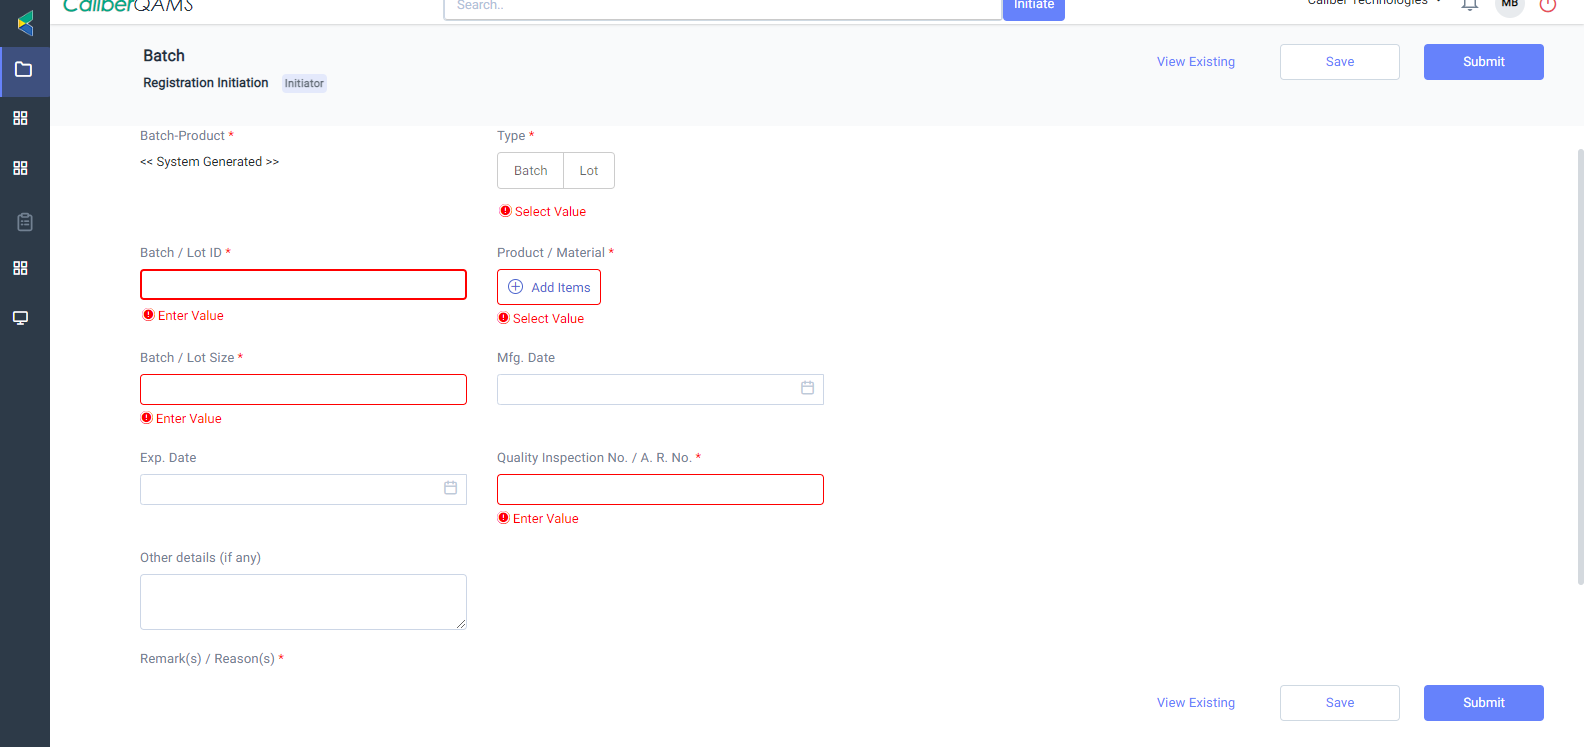 CaliberQAMS
Search..
Initiate
Caliber Technologies
MB
Batch
Registration Initiation Initiator
View Existing
Save
Submit
Batch-Product *
<< System Generated >>
Type *
Batch Lot
Select Value
Batch / Lot ID *
Enter Value
Product / Material *
Add Items
Select Value
Batch / Lot Size *
Enter Value
Mfg. Date
Exp. Date
Quality Inspection No. / A. R. No. *
Enter Value
Other details (if any)
Remark(s) / Reason(s) *
View Existing
Save
Submit